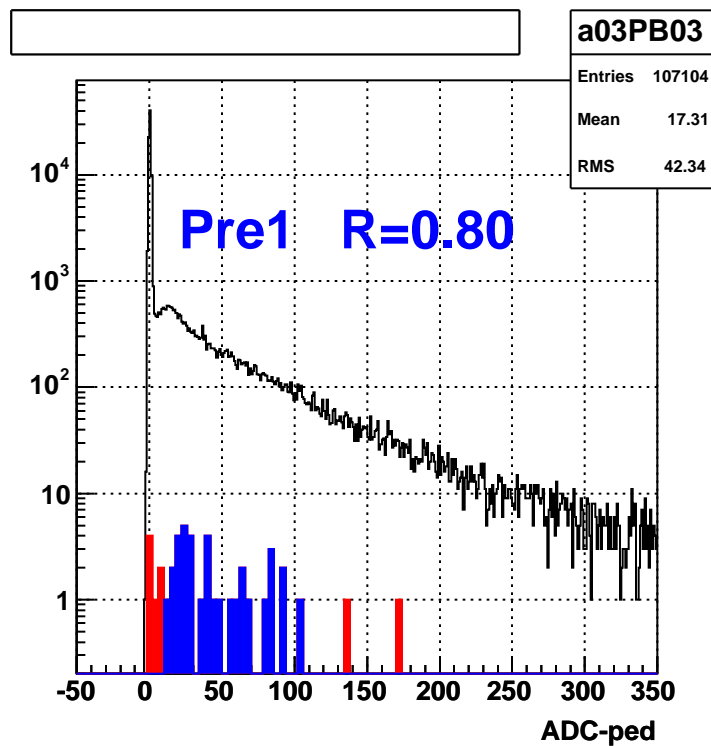 a03PB03
Entries 107104
Mean 17.31
RMS 42.34
Pre1 R=0.80
10^4
10^3
10^2
10
1
-50 0 50 100 150 200 250 300 350
ADC-ped